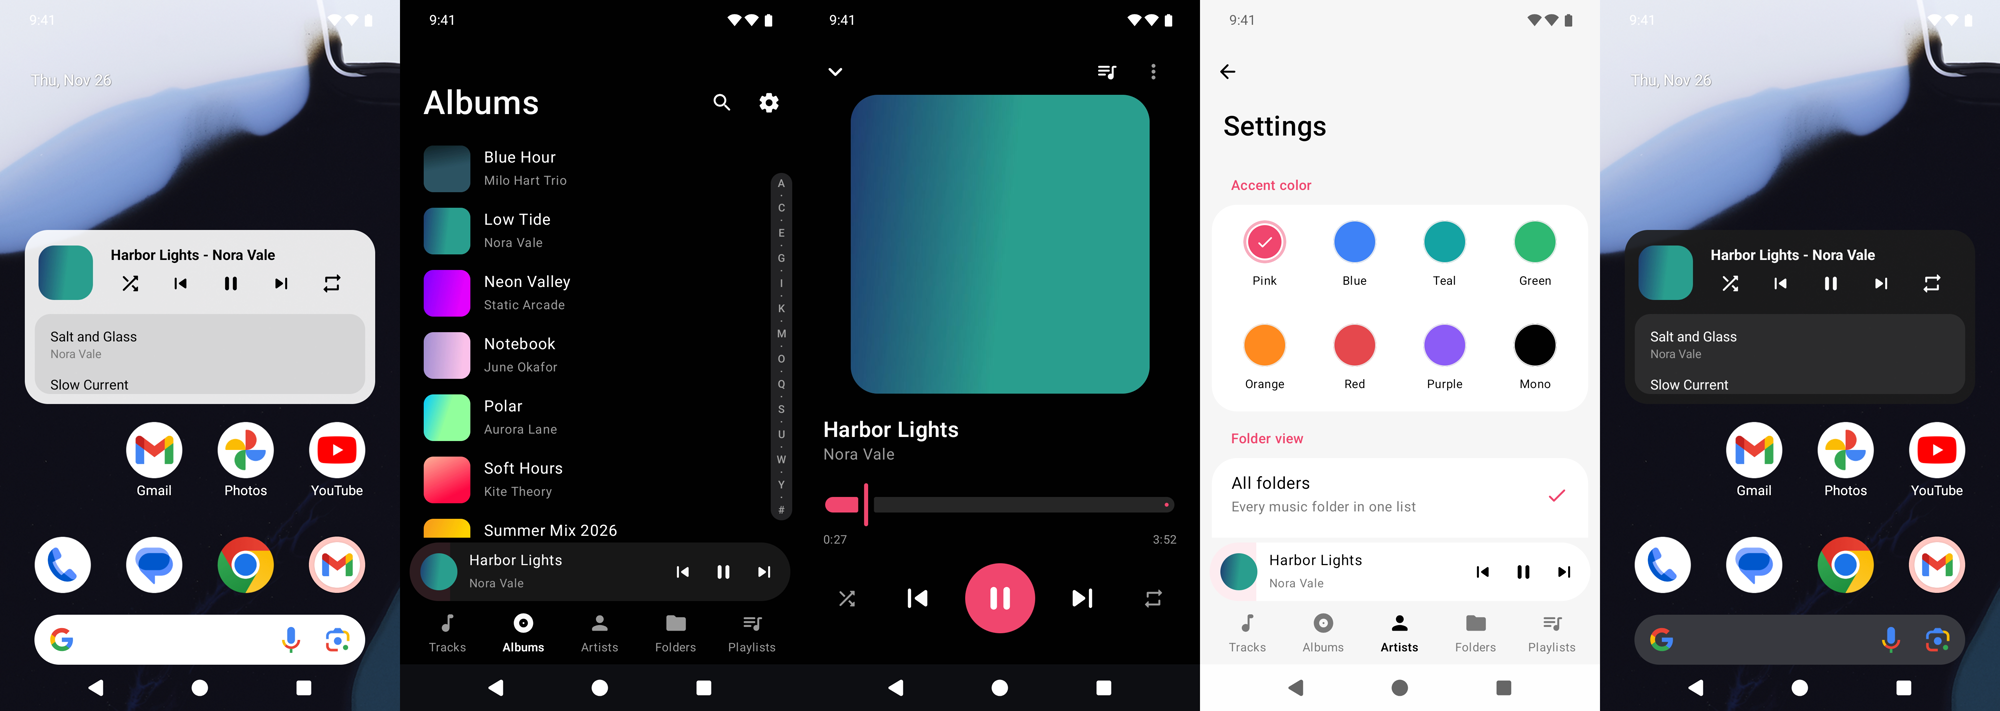 9:41
Thu, Nov 26
Harbor Lights - Nora Vale
Salt and Glass
Nora Vale
Slow Current
Gmail
Photos
YouTube
9:41
Albums
Blue Hour
Milo Hart Trio
Low Tide
Nora Vale
Neon Valley
Static Arcade
Notebook
June Okafor
Polar
Aurora Lane
Soft Hours
Kite Theory
Summer Mix 2026
A
C
E
G
I
K
M
O
Q
S
U
W
Y
#
Harbor Lights
Nora Vale
Tracks
Albums
Artists
Folders
Playlists
9:41
Harbor Lights
Nora Vale
0:27
3:52
9:41
Settings
Accent color
Pink
Blue
Teal
Green
Orange
Red
Purple
Mono
Folder view
All folders
Every music folder in one list
Harbor Lights
Nora Vale
Tracks
Albums
Artists
Folders
Playlists
9:41
Thu, Nov 26
Harbor Lights - Nora Vale
Salt and Glass
Nora Vale
Slow Current
Gmail
Photos
YouTube